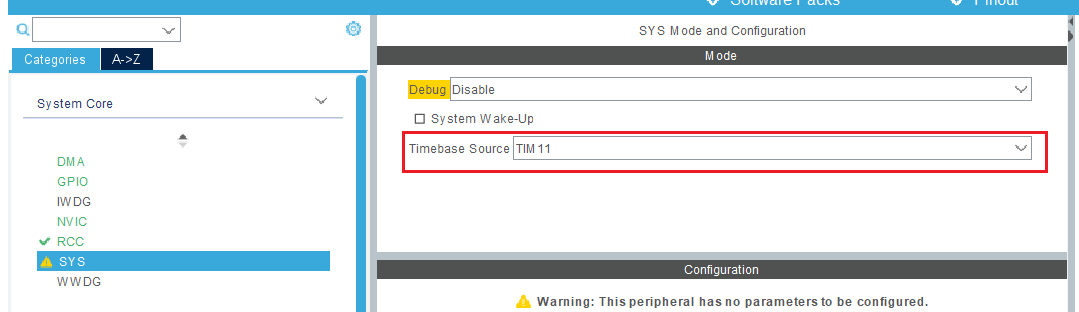 Software Packs
Pinout
SYS Mode and Configuration
Categories
A->Z
Mode
System Core
Debug Disable
System Wake-Up
Timebase Source TIM11
DMA
GPIO
IWDG
NVIC
RCC
SYS
WWDG
Configuration
Warning: This peripheral has no parameters to be configured.